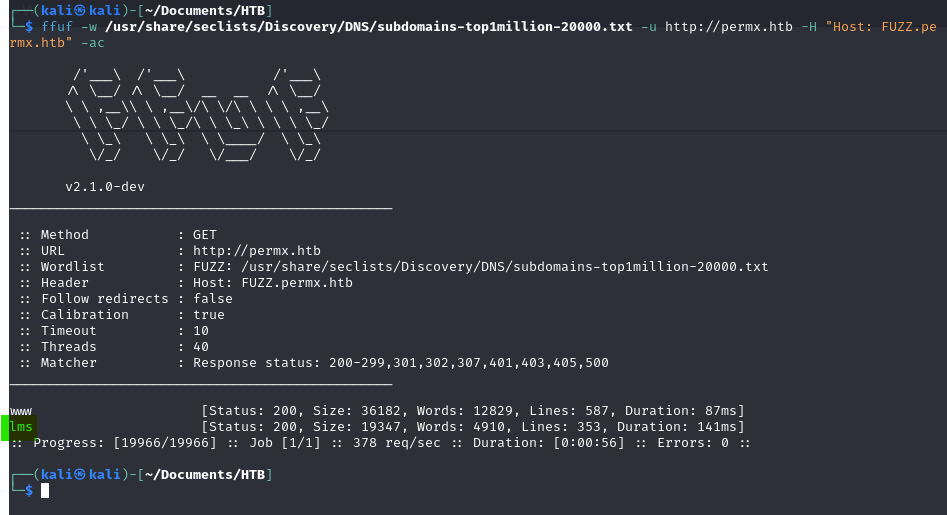 ┌──(kali㉿kali)-[~/Documents/HTB]
└─$ ffuf -w /usr/share/seclists/Discovery/DNS/subdomains-top1million-20000.txt -u http://permx.htb -H "Host: FUZZ.pe
rmx.htb" -ac

        /'___\  /'___\           /'___\
       /\ \__/ /\ \__/  __  __  /\ \__/
       \ \ ,__\\ \ ,__\/\ \/\ \ \ \ ,__\
        \ \ \_/ \ \ \_/\ \ \_\ \ \ \ \_/
         \ \_\   \ \_\  \ \____/  \ \_\
          \/_/    \/_/   \/___/    \/_/

       v2.1.0-dev
________________________________________________

 :: Method           : GET
 :: URL              : http://permx.htb
 :: Wordlist         : FUZZ: /usr/share/seclists/Discovery/DNS/subdomains-top1million-20000.txt
 :: Header           : Host: FUZZ.permx.htb
 :: Follow redirects : false
 :: Calibration      : true
 :: Timeout          : 10
 :: Threads          : 40
 :: Matcher          : Response status: 200-299,301,302,307,401,403,405,500
________________________________________________

www                     [Status: 200, Size: 36182, Words: 12829, Lines: 587, Duration: 87ms]
lms                     [Status: 200, Size: 19347, Words: 4910, Lines: 353, Duration: 141ms]
:: Progress: [19966/19966] :: Job [1/1] :: 378 req/sec :: Duration: [0:00:56] :: Errors: 0 ::

┌──(kali㉿kali)-[~/Documents/HTB]
└─$